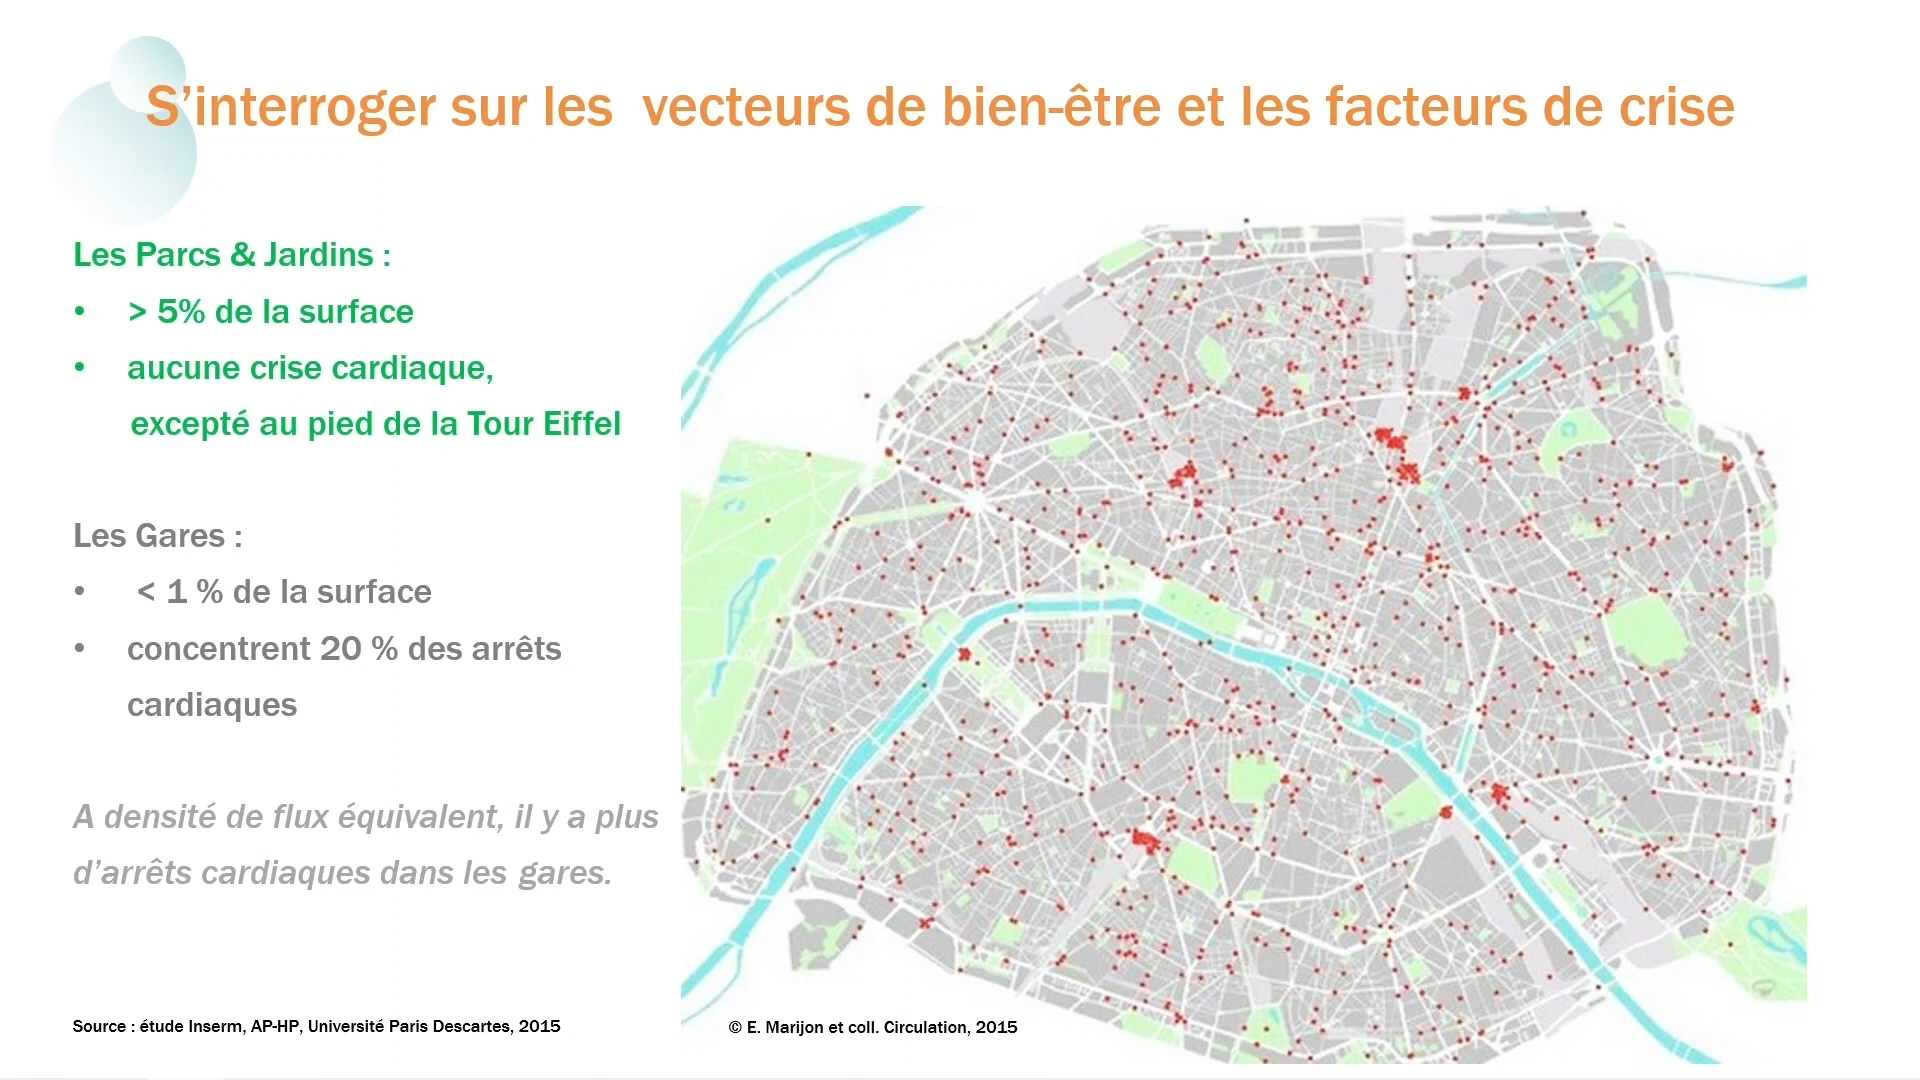 S’interroger sur les  vecteurs de bien-être et les facteurs de crise
Les Parcs & Jardins :
• > 5% de la surface
• aucune crise cardiaque,
excepté au pied de la Tour Eiffel
Les Gares :
• < 1 % de la surface
• concentrent 20 % des arrêts
cardiaques
A densité de flux équivalent, il y a plus
d’arrêts cardiaques dans les gares.
Source : étude Inserm, AP-HP, Université Paris Descartes, 2015
© E. Marijon et coll. Circulation, 2015